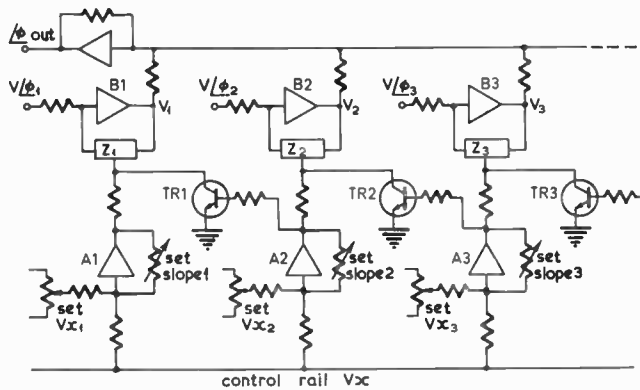 /φ out
V/φ1
B1
V1
V/φ2
B2
V2
V/φ3
B3
V3
Z1
Z2
Z3
TR1
TR2
TR3
A1
set
slope1
A2
set
slope2
A3
set
slope3
set
Vx1
set
Vx2
set
Vx3
control rail Vx